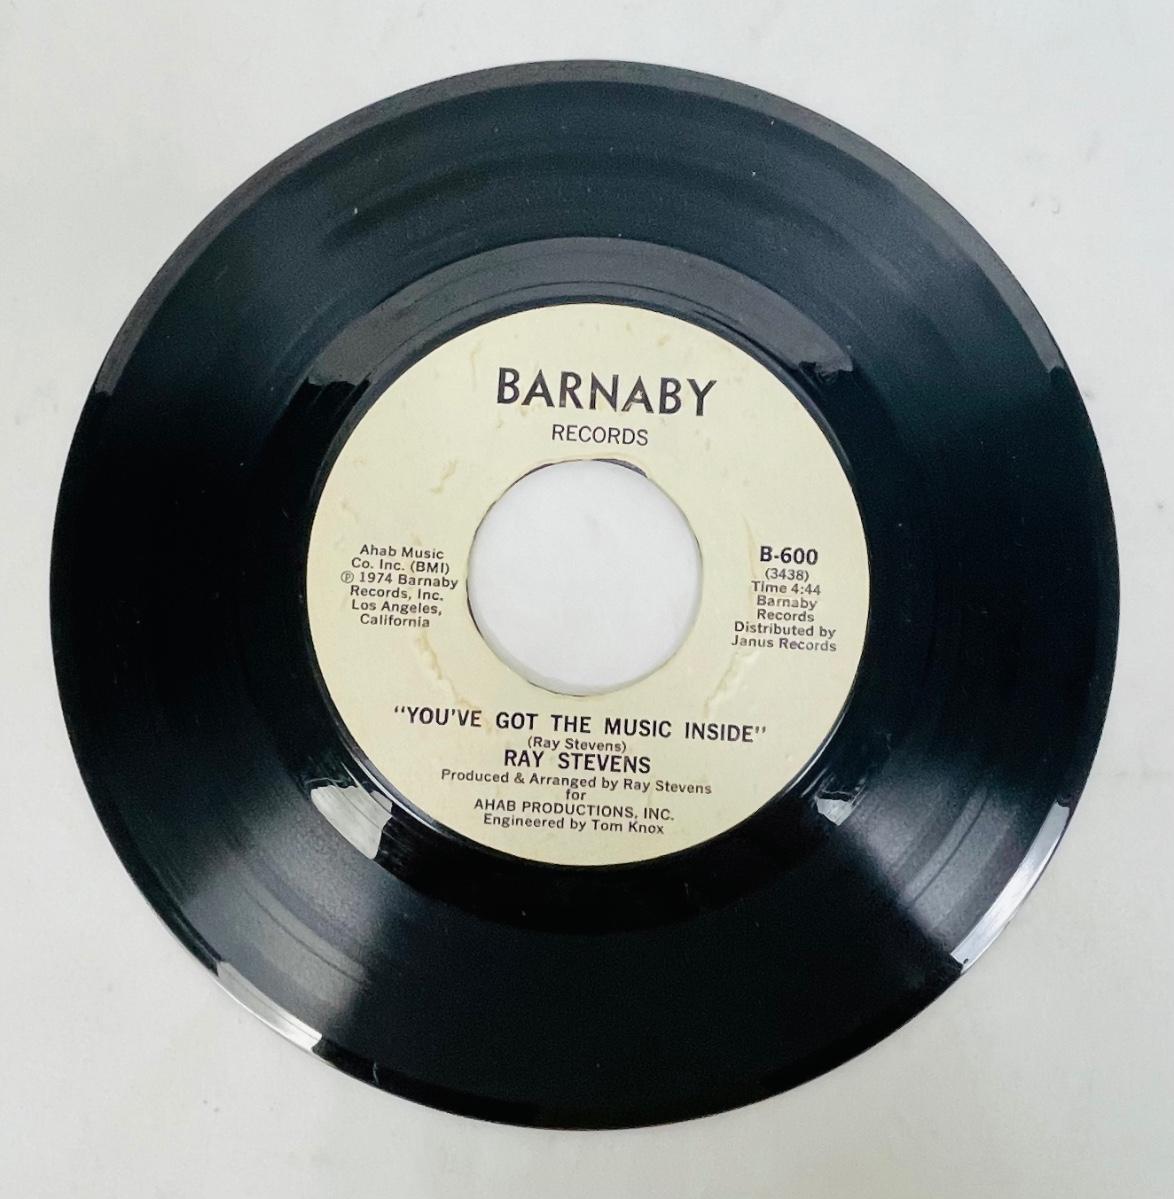 BARNABY
RECORDS
Ahab Music
Co. Inc. (BMI)
℗ 1974 Barnaby
Records, Inc.
Los Angeles,
California
B-600
(3438)
Time 4:44
Barnaby
Records
Distributed by
Janus Records
"YOU'VE GOT THE MUSIC INSIDE"
(Ray Stevens)
RAY STEVENS
Produced & Arranged by Ray Stevens
for
AHAB PRODUCTIONS, INC.
Engineered by Tom Knox